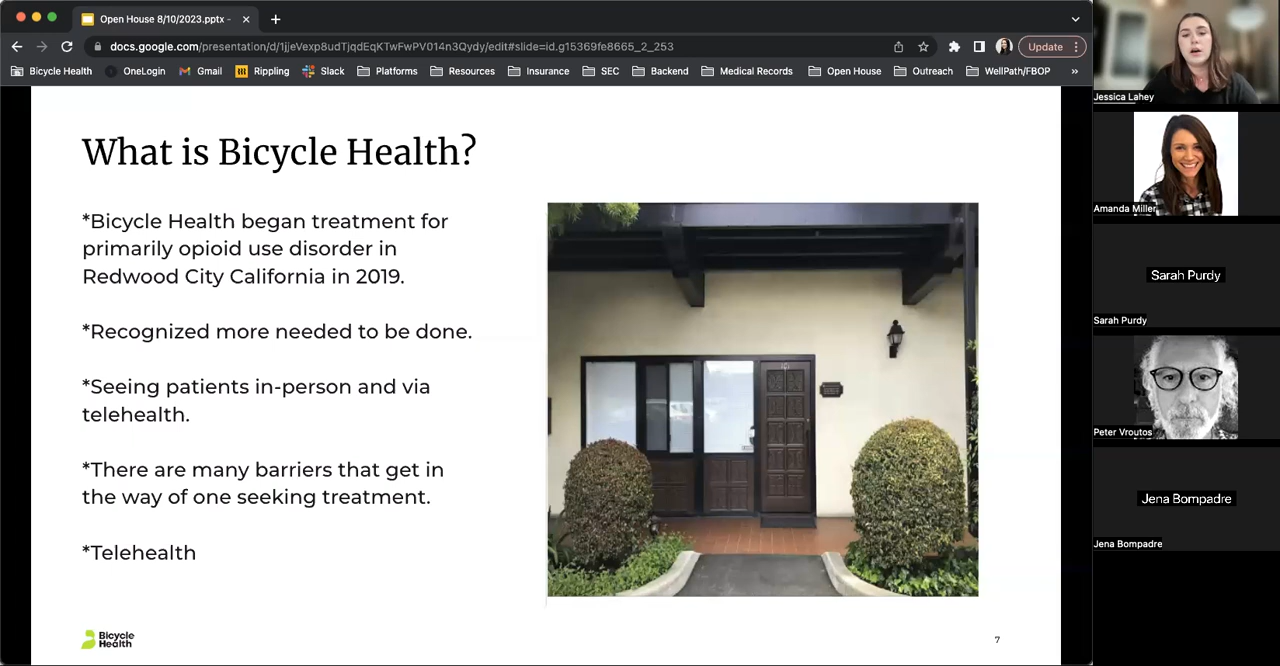 Open House 8/10/2023.pptx -
docs.google.com/presentation/d/1jjeVexp8udTjqdEqKTwFwPV014n3Qydy/edit#slide=id.g15369fe8665_2_253
Update
Bicycle Health
OneLogin
Gmail
Rippling
Slack
Platforms
Resources
Insurance
SEC
Backend
Medical Records
Open House
Outreach
WellPath/FBOP
»
What is Bicycle Health?
*Bicycle Health began treatment for
primarily opioid use disorder in
Redwood City California in 2019.
*Recognized more needed to be done.
*Seeing patients in-person and via
telehealth.
*There are many barriers that get in
the way of one seeking treatment.
*Telehealth
Bicycle
Health
7
Jessica Lahey
Amanda Miller
Sarah Purdy
Sarah Purdy
Peter Vroutos
Jena Bompadre
Jena Bompadre